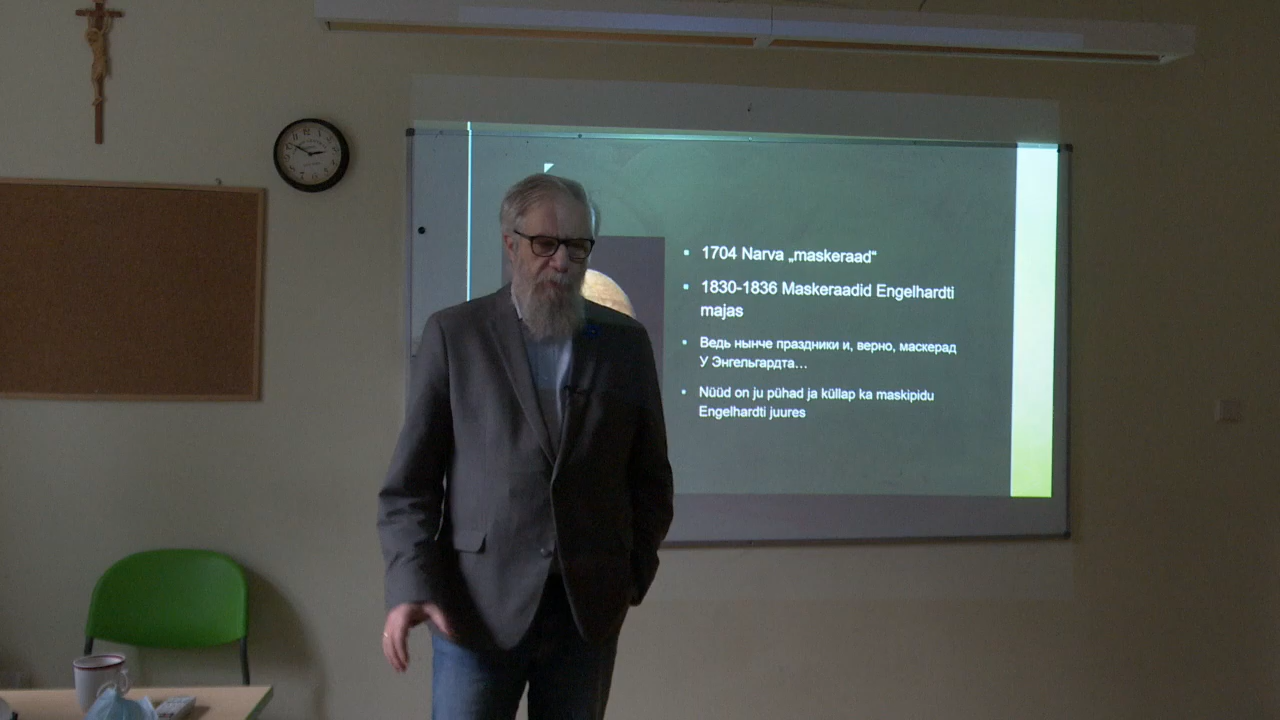 1704 Narva „maskeraad“
1830-1836 Maskeraadid Engelhardti
majas
Ведь нынче праздники и, верно, маскерад
У Энгельгардта…
Nüüd on ju pühad ja küllap ka maskipidu
Engelhardti juures